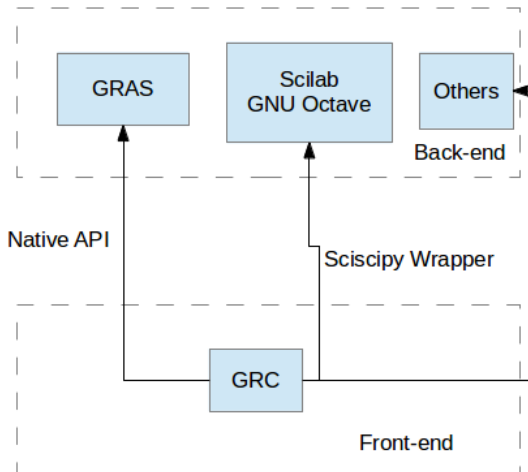 GRAS
Scilab
GNU Octave
Others
Back-end
Native API
Sciscipy Wrapper
GRC
Front-end